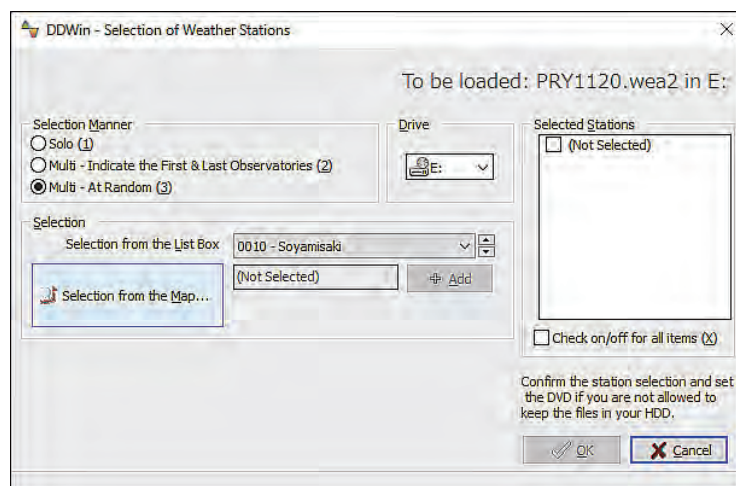 DDWin - Selection of Weather Stations
To be loaded: PRY1120.wea2 in E:
Selection Manner
Solo (1)
Multi - Indicate the First & Last Observatories (2)
Multi - At Random (3)
Drive
E:
Selected Stations
(Not Selected)
Selection
Selection from the List Box
0010 - Soyamisaki
Selection from the Map...
(Not Selected)
Add
Check on/off for all items (X)
Confirm the station selection and set
the DVD if you are not allowed to
keep the files in your HDD.
OK
Cancel